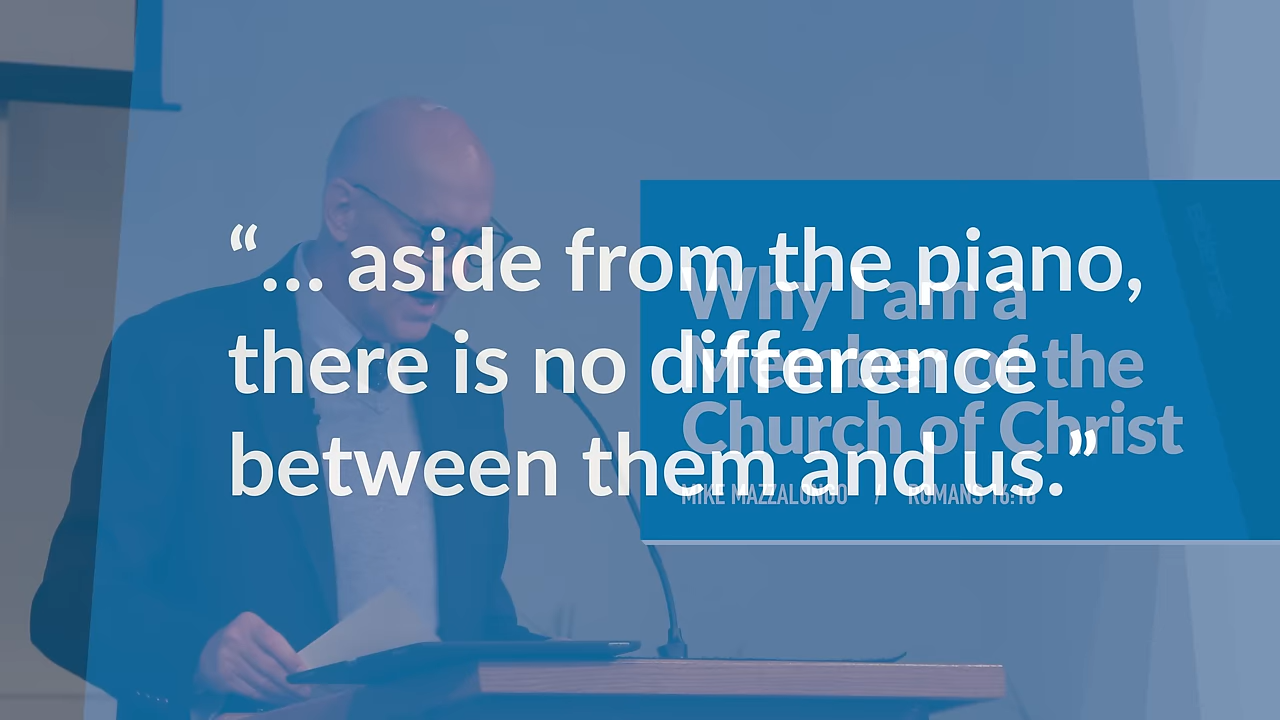 “... aside from the piano,
there is no difference
between them and us.”
Why I am a
Member of the
Church of Christ
MIKE MAZZALONGO / ROMANS 16:16